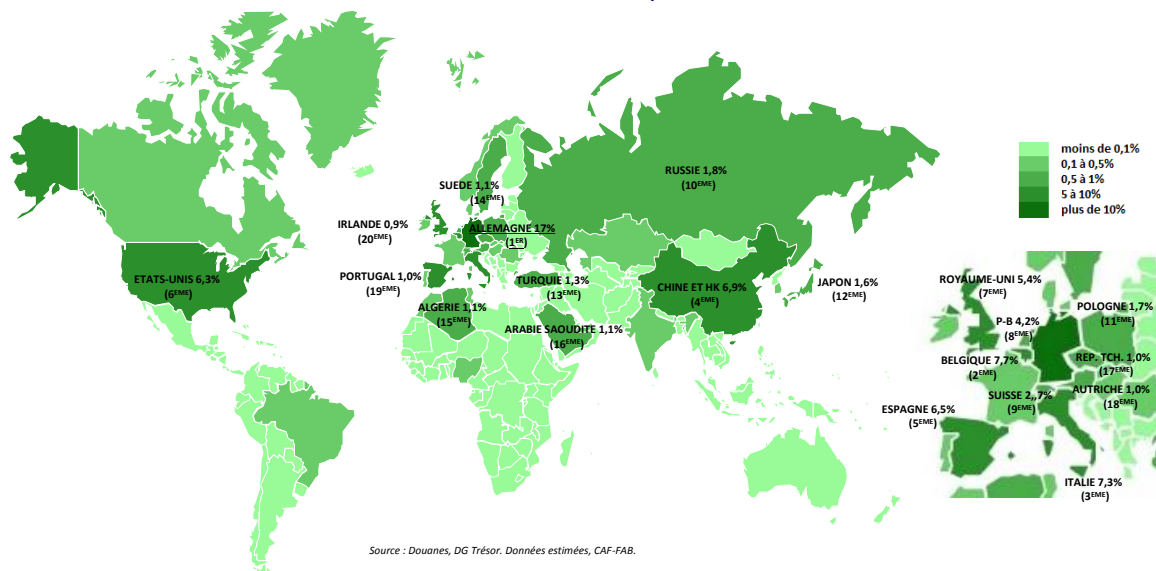 moins de 0,1%
0,1 à 0,5%
0,5 à 1%
5 à 10%
plus de 10%
RUSSIE 1,8%
(10EME)
SUEDE 1,1%
(14EME)
IRLANDE 0,9%
(20EME)
ALLEMAGNE 17%
(1ER)
ETATS-UNIS 6,3%
(6EME)
PORTUGAL 1,0%
(19EME)
TURQUIE 1,3%
(13EME)
CHINE ET HK 6,9%
(4EME)
JAPON 1,6%
(12EME)
ALGERIE 1,1%
(15EME)
ARABIE SAOUDITE 1,1%
(16EME)
ROYAUME-UNI 5,4%
(7EME)
POLOGNE 1,7%
(11EME)
P-B 4,2%
(8EME)
BELGIQUE 7,7%
(2EME)
REP. TCH. 1,0%
(17EME)
SUISSE 2,,7%
(9EME)
AUTRICHE 1,0%
(18EME)
ESPAGNE 6,5%
(5EME)
ITALIE 7,3%
(3EME)
Source : Douanes, DG Trésor. Données estimées, CAF-FAB.